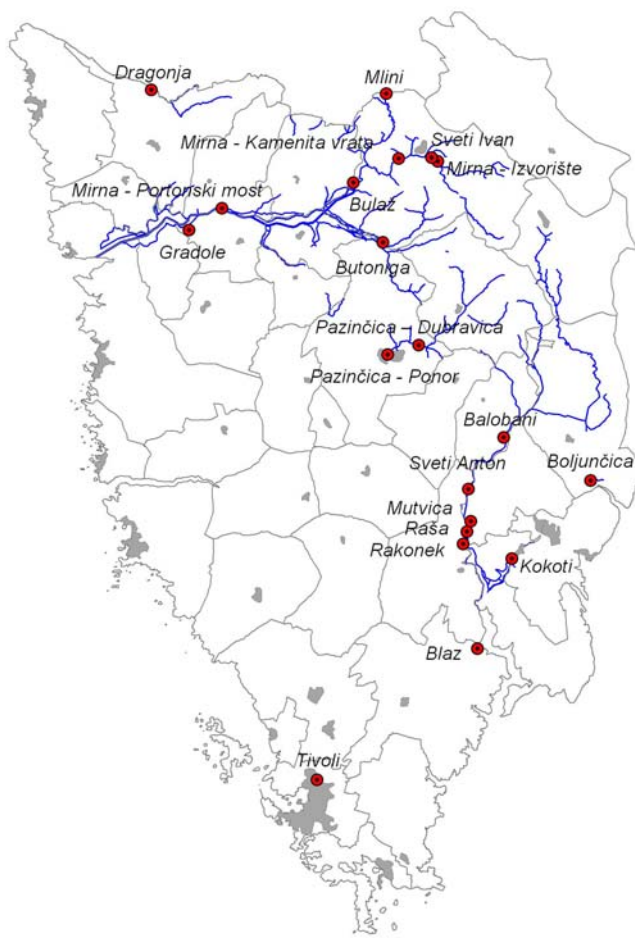 Dragonja
Mlini
Mirna - Kamenita vrata
Sveti Ivan
Mirna - Izvorište
Mirna - Portonski most
Bulaž
Gradole
Butoniga
Pazinčica - Dubravica
Pazinčica - Ponor
Balobani
Sveti Anton
Boljunčica
Mutvica
Raša
Rakonek
Kokoti
Blaz
Tivoli